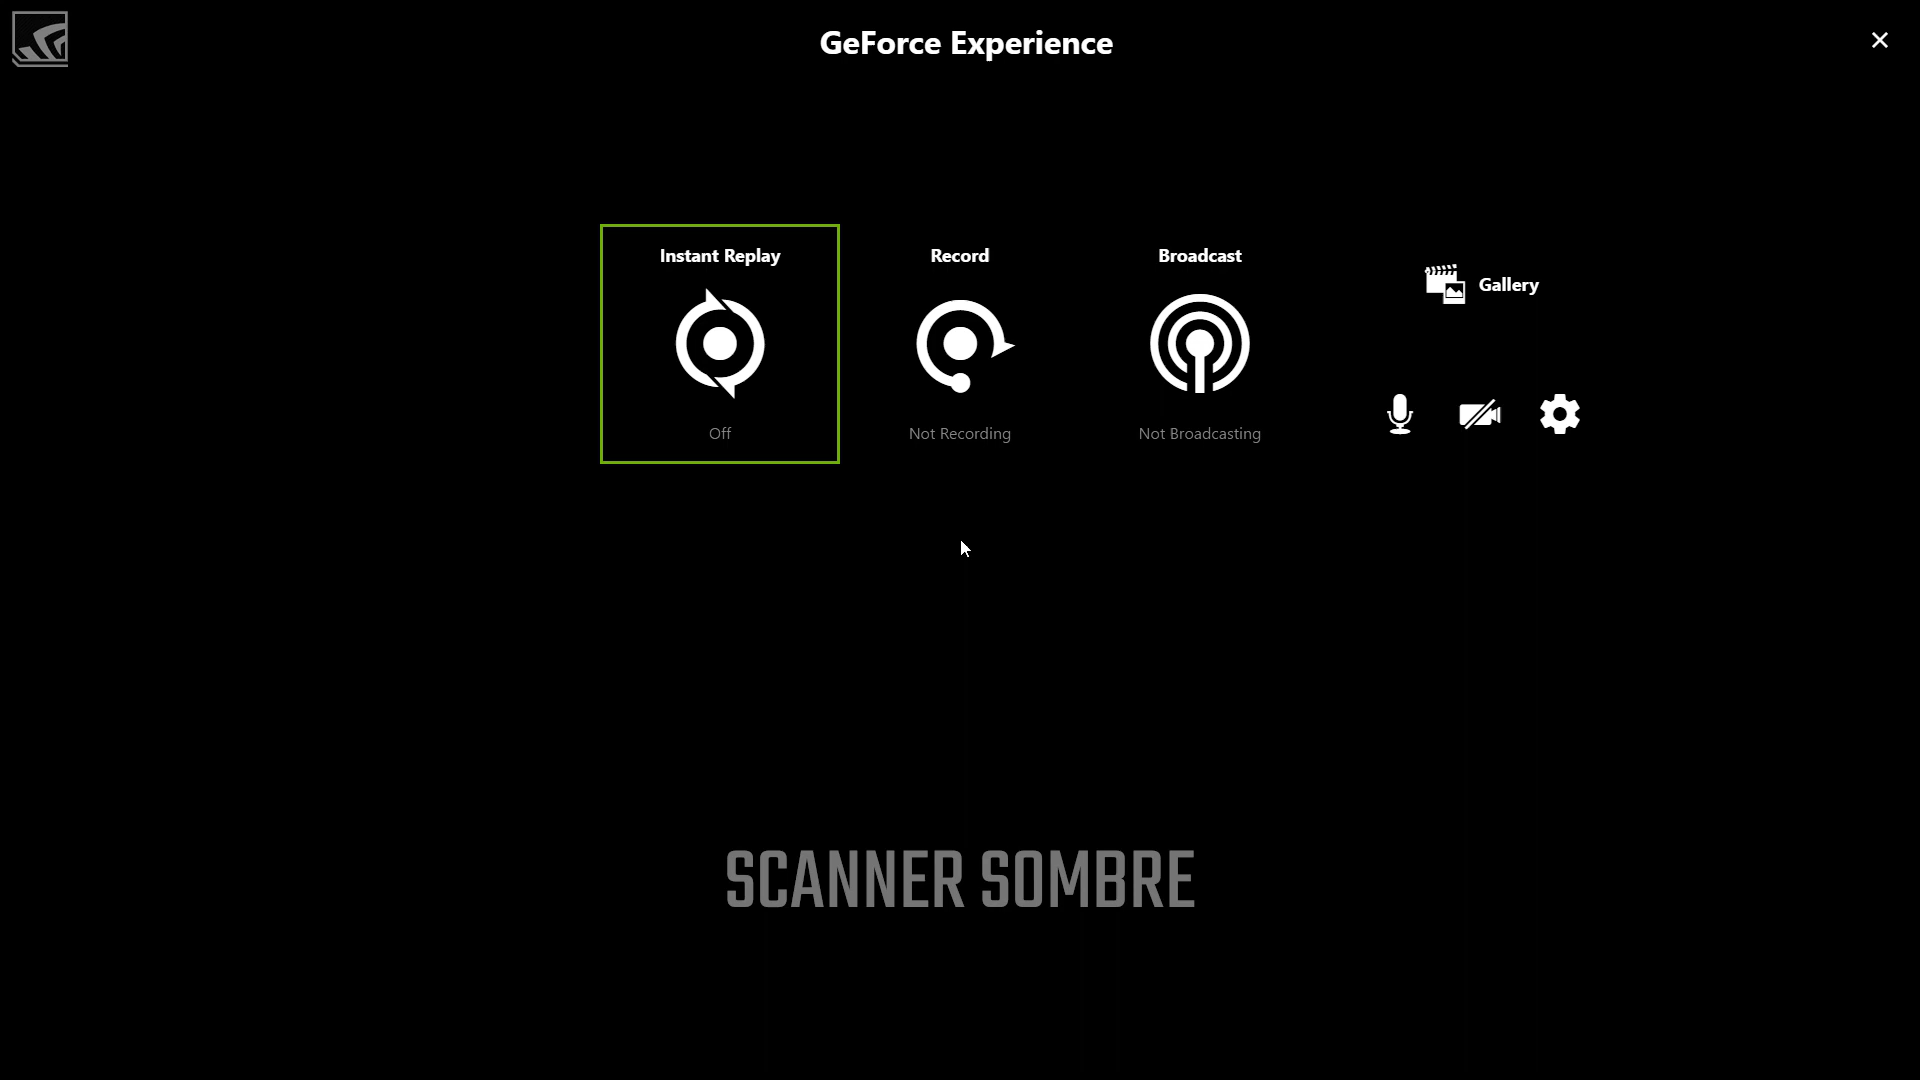 GeForce Experience
Instant Replay
Off
Record
Not Recording
Broadcast
Not Broadcasting
Gallery
SCANNER SOMBRE